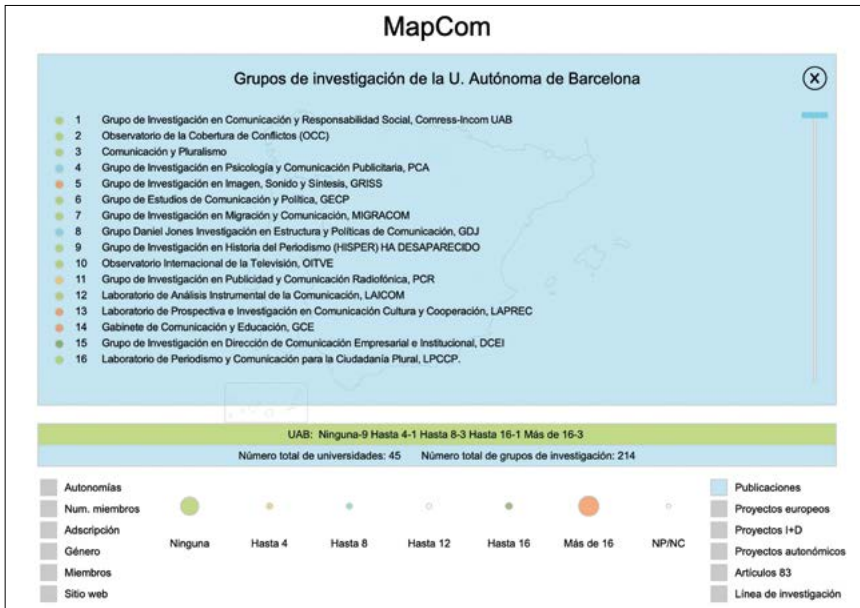 MapCom
Grupos de investigación de la U. Autónoma de Barcelona
X
1 Grupo de Investigación en Comunicación y Responsabilidad Social, Comress-Incom UAB
2 Observatorio de la Cobertura de Conflictos (OCC)
3 Comunicación y Pluralismo
4 Grupo de Investigación en Psicología y Comunicación Publicitaria, PCA
5 Grupo de Investigación en Imagen, Sonido y Síntesis, GRISS
6 Grupo de Estudios de Comunicación y Política, GECP
7 Grupo de Investigación en Migración y Comunicación, MIGRACOM
8 Grupo Daniel Jones Investigación en Estructura y Políticas de Comunicación, GDJ
9 Grupo de Investigación en Historia del Periodismo (HISPER) HA DESAPARECIDO
10 Observatorio Internacional de la Televisión, OITVE
11 Grupo de Investigación en Publicidad y Comunicación Radiofónica, PCR
12 Laboratorio de Análisis Instrumental de la Comunicación, LAICOM
13 Laboratorio de Prospectiva e Investigación en Comunicación Cultura y Cooperación, LAPREC
14 Gabinete de Comunicación y Educación, GCE
15 Grupo de Investigación en Dirección de Comunicación Empresarial e Institucional, DCEI
16 Laboratorio de Periodismo y Comunicación para la Ciudadanía Plural, LPCCP.
UAB: Ninguna-9 Hasta 4-1 Hasta 8-3 Hasta 16-1 Más de 16-3
Número total de universidades: 45 Número total de grupos de investigación: 214
Autonomías
Num. miembros
Adscripción
Género
Miembros
Sitio web
Ninguna Hasta 4 Hasta 8 Hasta 12 Hasta 16 Más de 16 NP/NC
Publicaciones
Proyectos europeos
Proyectos I+D
Proyectos autonómicos
Artículos 83
Línea de investigación